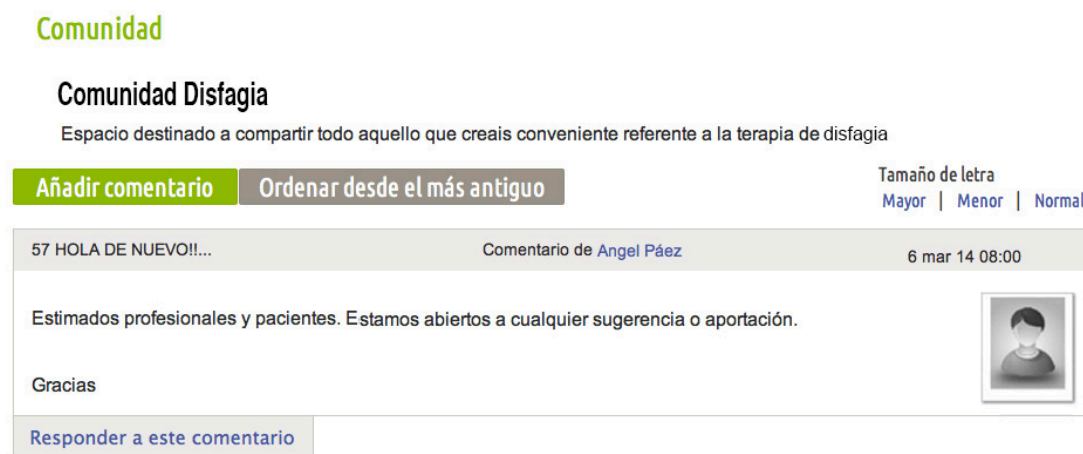 Comunidad
Comunidad Disfagia
Espacio destinado a compartir todo aquello que creais conveniente referente a la terapia de disfagia
Añadir comentario Ordenar desde el más antiguo
Tamaño de letra
Mayor | Menor | Normal
57 HOLA DE NUEVO!!... Comentario de Angel Páez 6 mar 14 08:00
Estimados profesionales y pacientes. Estamos abiertos a cualquier sugerencia o aportación.
Gracias
Responder a este comentario